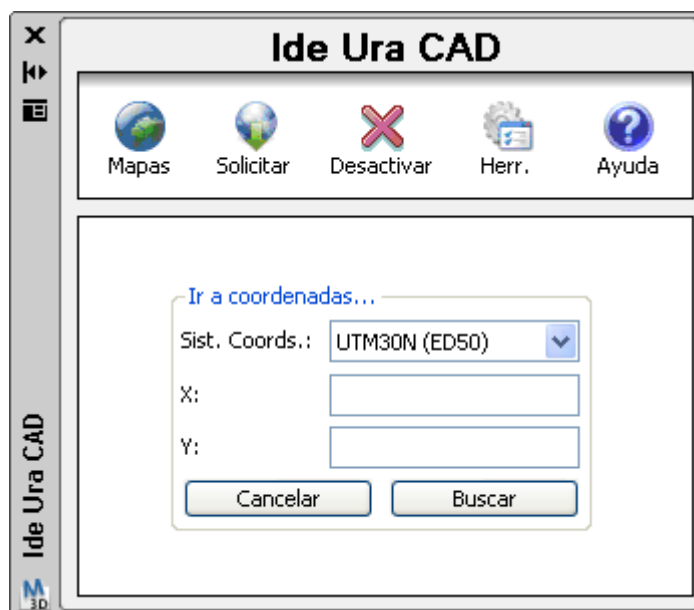 Ide Ura CAD
Mapas Solicitar Desactivar Herr. Ayuda
Ir a coordenadas...
Sist. Coords.: UTM30N (ED50)
X:
Y:
Cancelar Buscar
Ide Ura CAD
M
3D